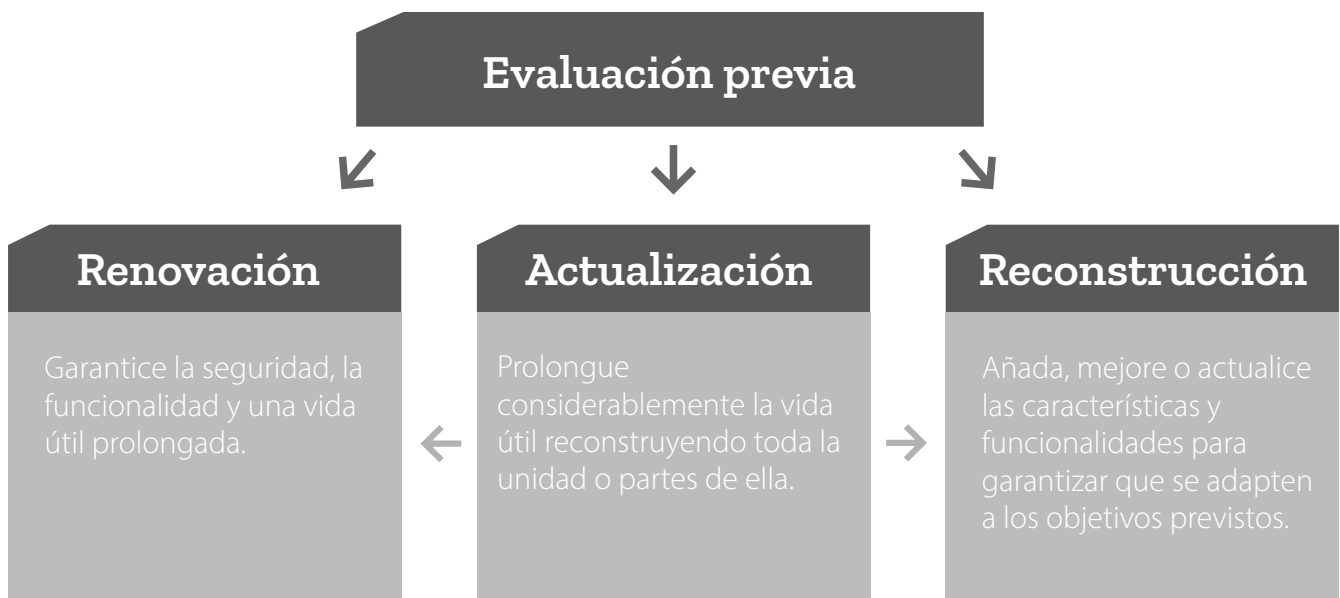 Evaluación previa
Renovación
Garantice la seguridad, la
funcionalidad y una vida
útil prolongada.
Actualización
Prolongue
considerablemente la vida
útil reconstruyendo toda la
unidad o partes de ella.
Reconstrucción
Añada, mejore o actualice
las características y
funcionalidades para
garantizar que se adapten
a los objetivos previstos.